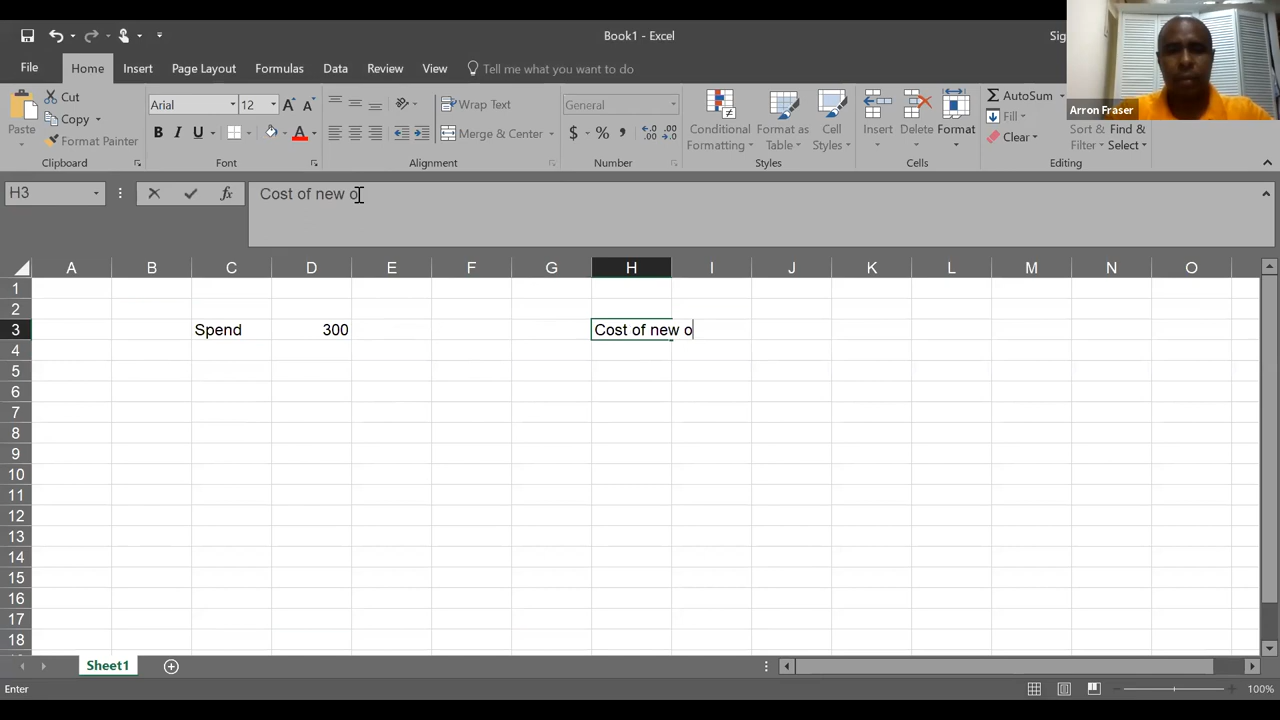 Book1 - Excel
Sig
Arron Fraser
File Home Insert Page Layout Formulas Data Review View Tell me what you want to do
Paste
Cut
Copy
Format Painter
Clipboard
Arial 12
B I U A
Font
Wrap Text
Merge & Center
Alignment
General
$ % ,
Number
Conditional Formatting
Format as Table
Cell Styles
Styles
Insert
Delete
Format
Cells
AutoSum
Fill
Clear
Sort & Filter
Find & Select
Editing
H3 fx Cost of new o
A B C D E F G H I J K L M N O
1
2
3 Spend 300 Cost of new o
4
5
6
7
8
9
10
11
12
13
14
15
16
17
18
Sheet1
Enter 100%